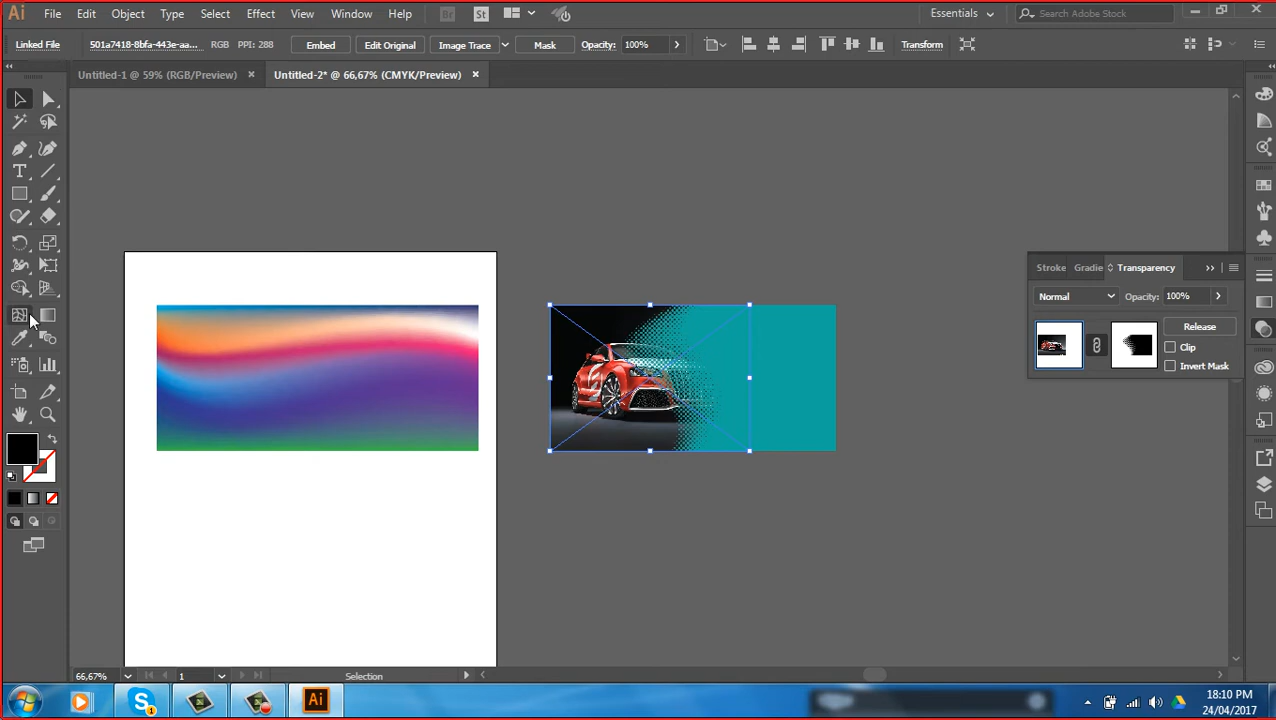 Ai File Edit Object Type Select Effect View Window Help Br St Essentials Search Adobe Stock
Linked File 501a7418-8bfa-443e-aa... RGB PPI: 288 Embed Edit Original Image Trace Mask Opacity: 100% Transform
Untitled-1 @ 59% (RGB/Preview) Untitled-2* @ 66,67% (CMYK/Preview)
Stroke Gradie Transparency
Normal Opacity: 100%
Release
Clip
Invert Mask
66,67% 1 Selection
S 1 Ai 18:10 PM
24/04/2017